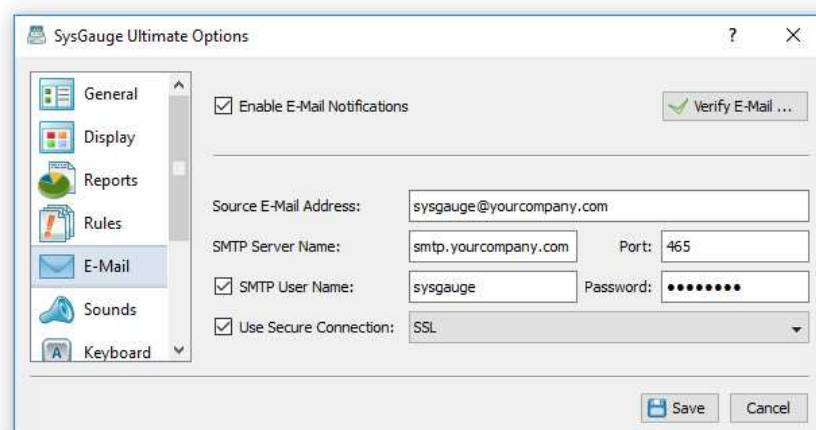 SysGauge Ultimate Options
?
General
Display
Reports
Rules
E-Mail
Sounds
Keyboard
Enable E-Mail Notifications
Verify E-Mail ...
Source E-Mail Address: sysgauge@yourcompany.com
SMTP Server Name: smtp.yourcompany.com Port: 465
SMTP User Name: sysgauge Password: ••••••••
Use Secure Connection: SSL
Save Cancel